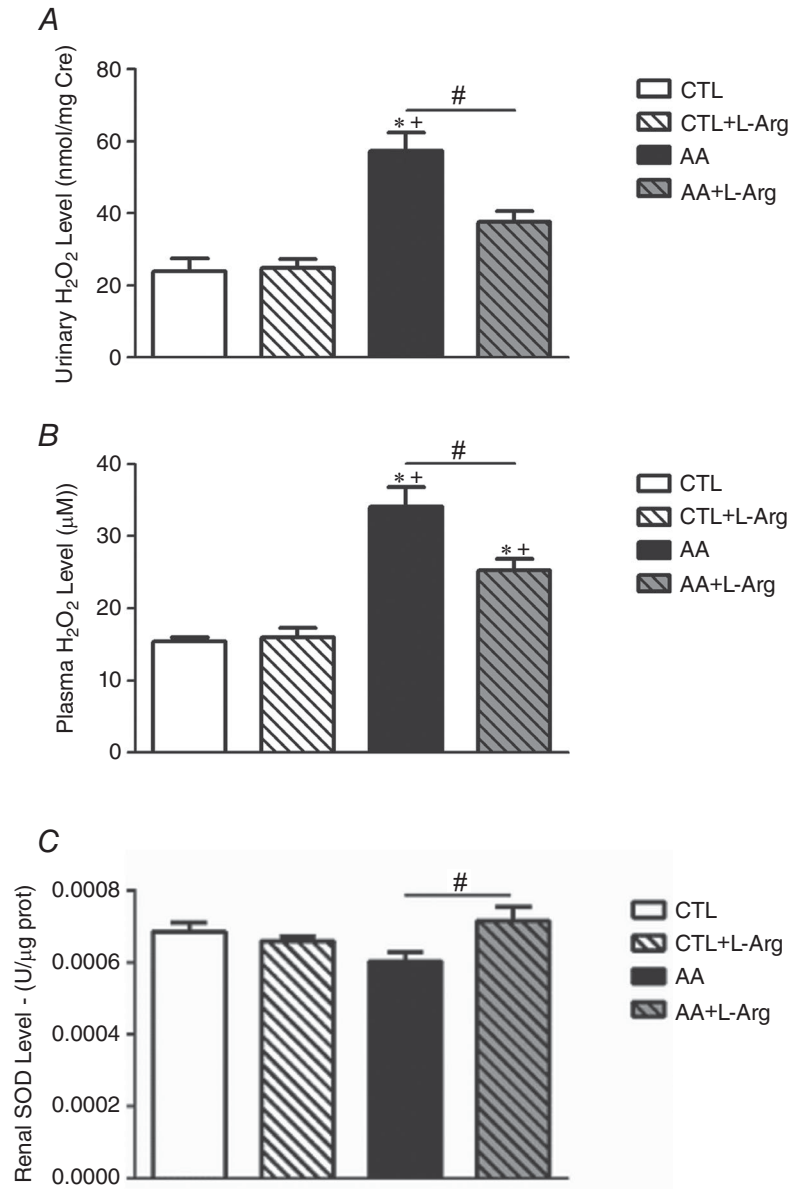 A
Urinary H₂O₂ Level (nmol/mg Cre)
80
60
40
20
0
* +
#
CTL
CTL+L-Arg
AA
AA+L-Arg
B
Plasma H₂O₂ Level (μM))
40
30
20
10
0
* +
#
* +
CTL
CTL+L-Arg
AA
AA+L-Arg
C
Renal SOD Level - (U/μg prot)
0.0008
0.0006
0.0004
0.0002
0.0000
#
CTL
CTL+L-Arg
AA
AA+L-Arg